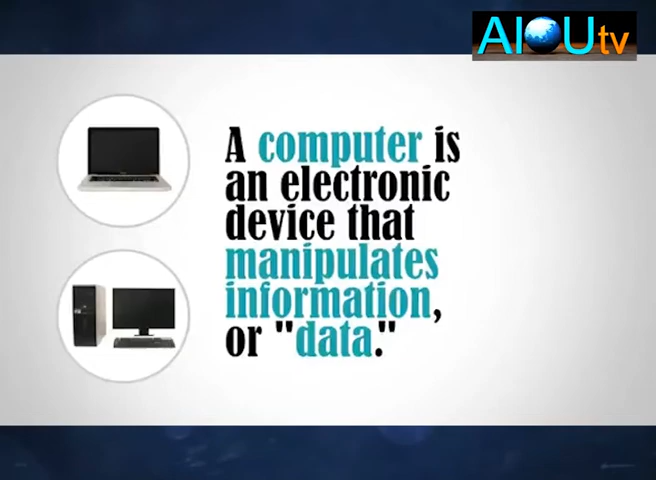 AIOUtv
A computer is
an electronic
device that
manipulates
information,
or "data."